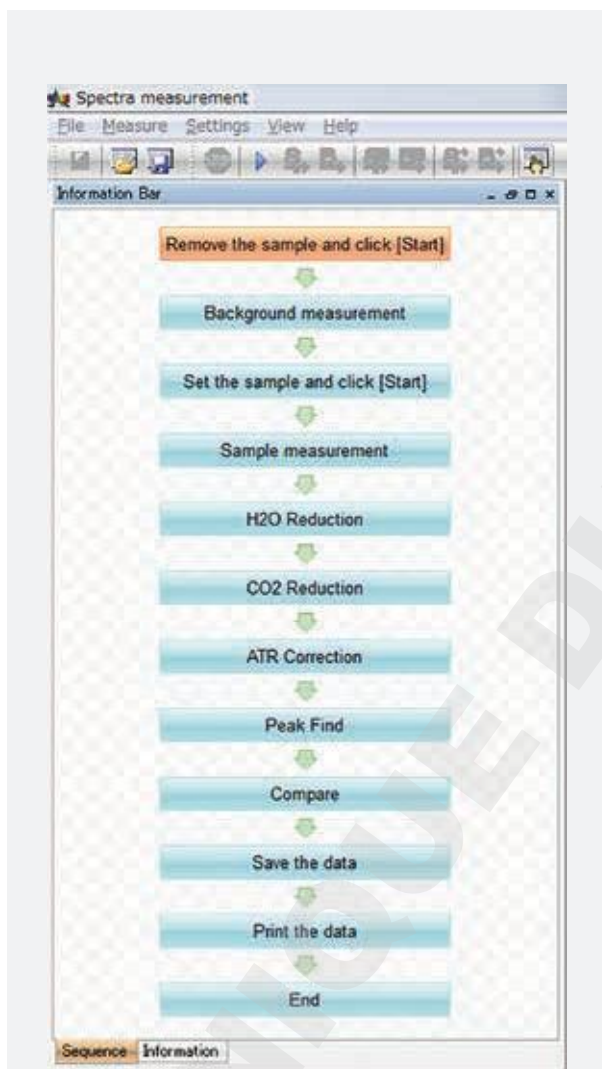 Spectra measurement
File Measure Settings View Help
Information Bar
Remove the sample and click [Start]
Background measurement
Set the sample and click [Start]
Sample measurement
H2O Reduction
CO2 Reduction
ATR Correction
Peak Find
Compare
Save the data
Print the data
End
Sequence Information